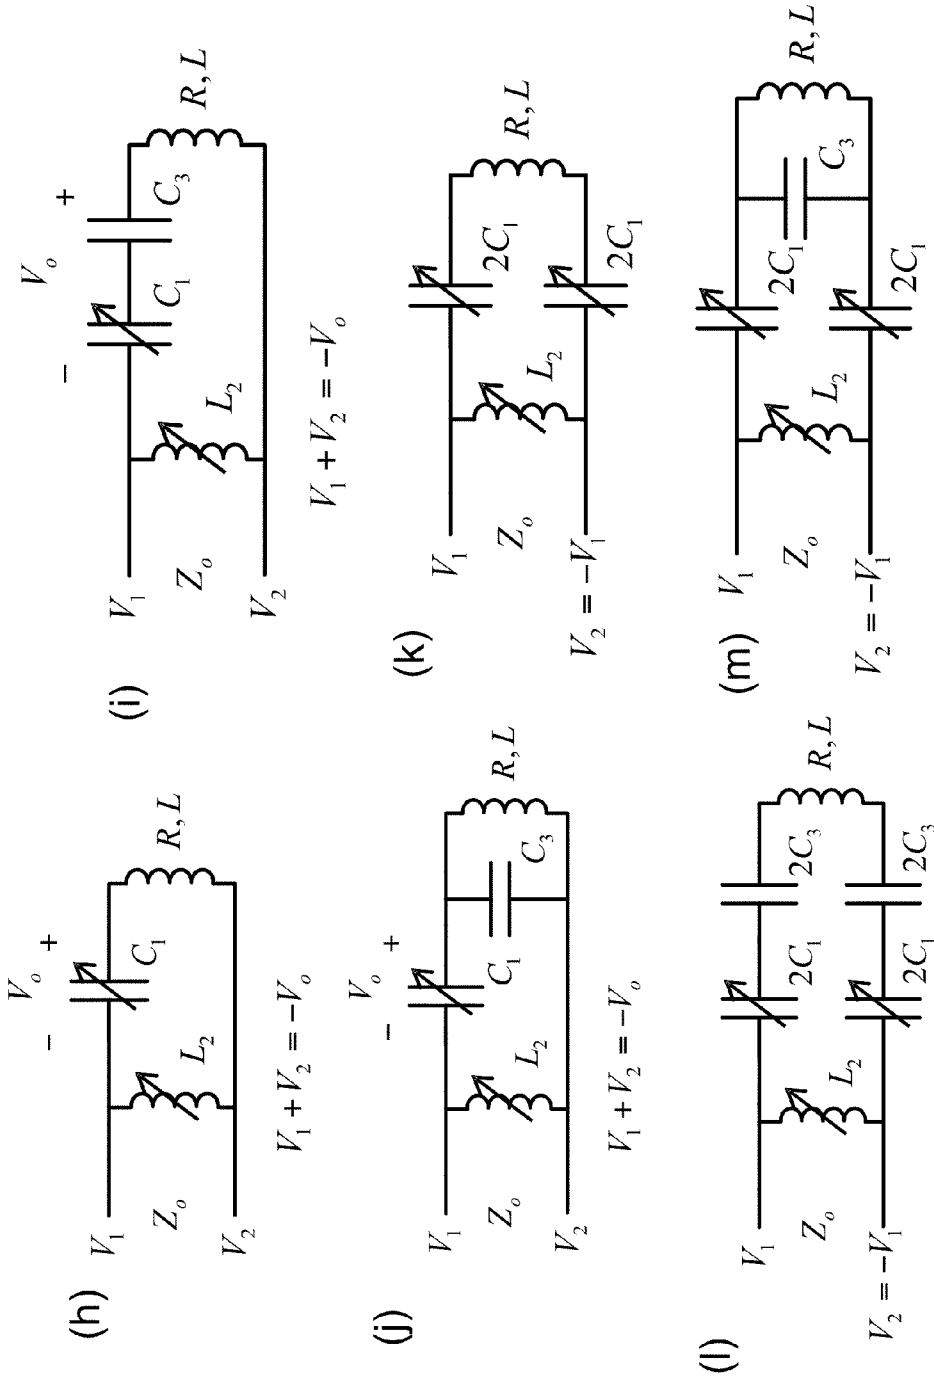 (h)
− V_o +
C_1
R, L
L_2
V_1
Z_o
V_2
V_1 + V_2 = −V_o
(i)
− V_o +
C_1
C_3
R, L
L_2
V_1
Z_o
V_2
V_1 + V_2 = −V_o
(j)
− V_o +
C_1
C_3
R, L
L_2
V_1
Z_o
V_2
V_1 + V_2 = −V_o
(k)
2C_1
R, L
L_2
V_1
Z_o
2C_1
V_2 = −V_1
(l)
2C_1
2C_3
R, L
L_2
V_1
Z_o
2C_1
2C_3
V_2 = −V_1
(m)
2C_1
C_3
R, L
L_2
V_1
Z_o
2C_1
V_2 = −V_1